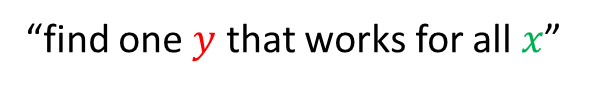 “find one y that works for all x”